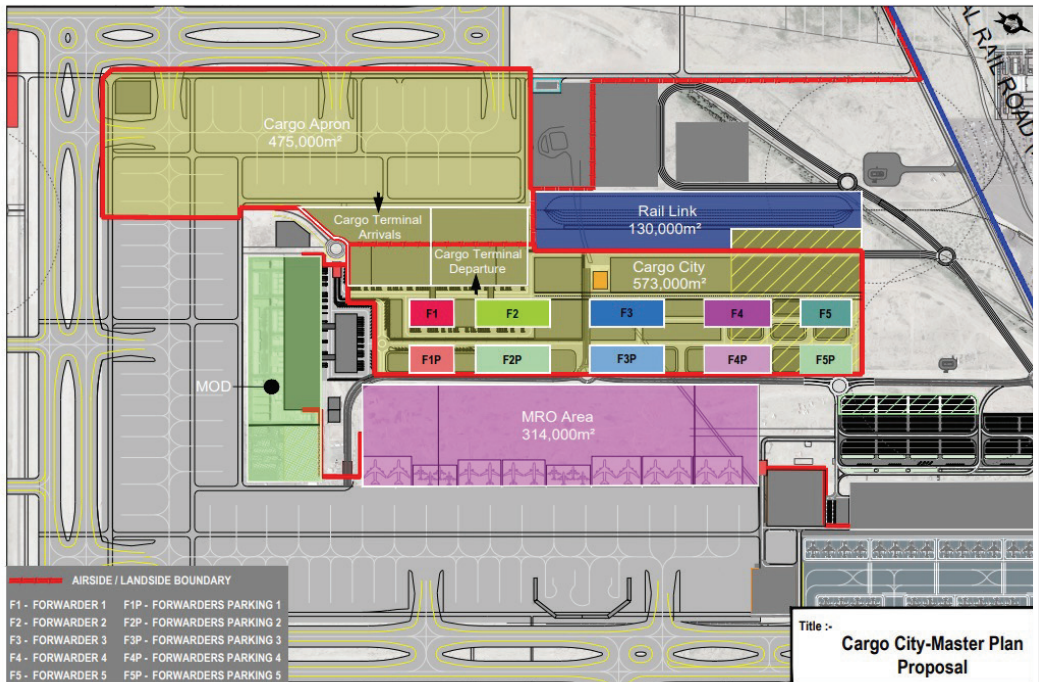 AL RAIL ROAD
Cargo Apron
475,000m²
Cargo Terminal
Arrivals
Rail Link
130,000m²
Cargo Terminal
Departure
Cargo City
573,000m²
F1
F2
F3
F4
F5
F1P
F2P
F3P
F4P
F5P
MOD
MRO Area
314,000m²
AIRSIDE / LANDSIDE BOUNDARY
F1 - FORWARDER 1 F1P - FORWARDERS PARKING 1
F2 - FORWARDER 2 F2P - FORWARDERS PARKING 2
F3 - FORWARDER 3 F3P - FORWARDERS PARKING 3
F4 - FORWARDER 4 F4P - FORWARDERS PARKING 4
F5 - FORWARDER 5 F5P - FORWARDERS PARKING 5
Title :-
Cargo City-Master Plan
Proposal